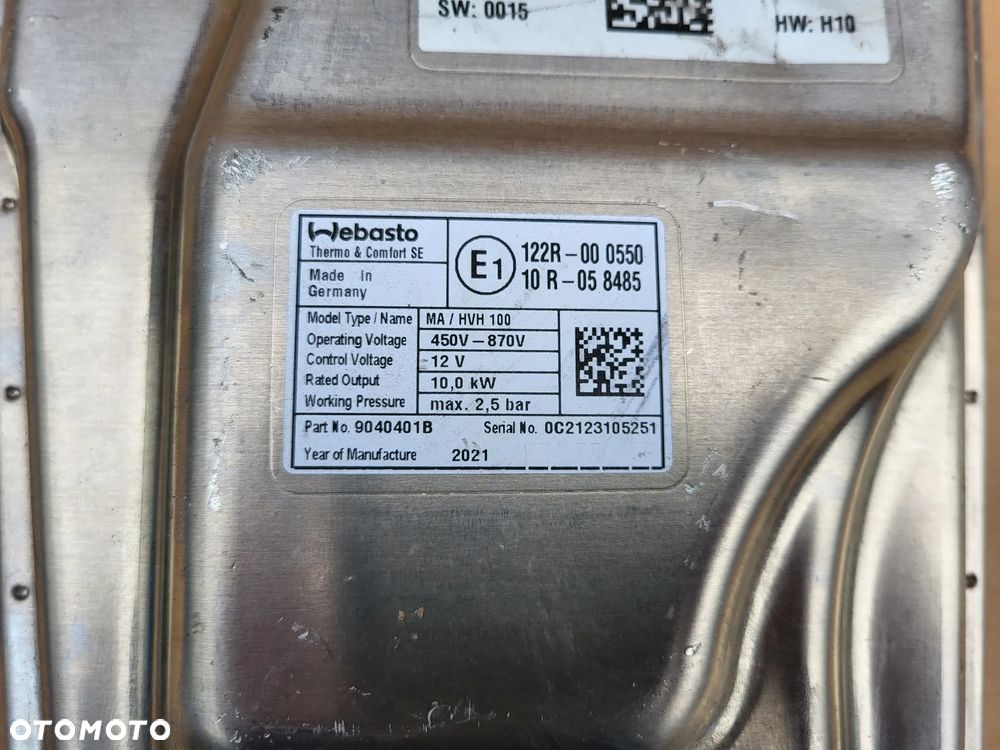 SW: 0015
HW: H10
Webasto
Thermo & Comfort SE
Made in
Germany
E1
122R-00 0550
10 R-05 8485
Model Type / Name MA / HVH 100
Operating Voltage 450V-870V
Control Voltage 12 V
Rated Output 10,0 kW
Working Pressure max. 2,5 bar
Part No. 9040401B Serial No. 0C2123105251
Year of Manufacture 2021
OTOMOTO